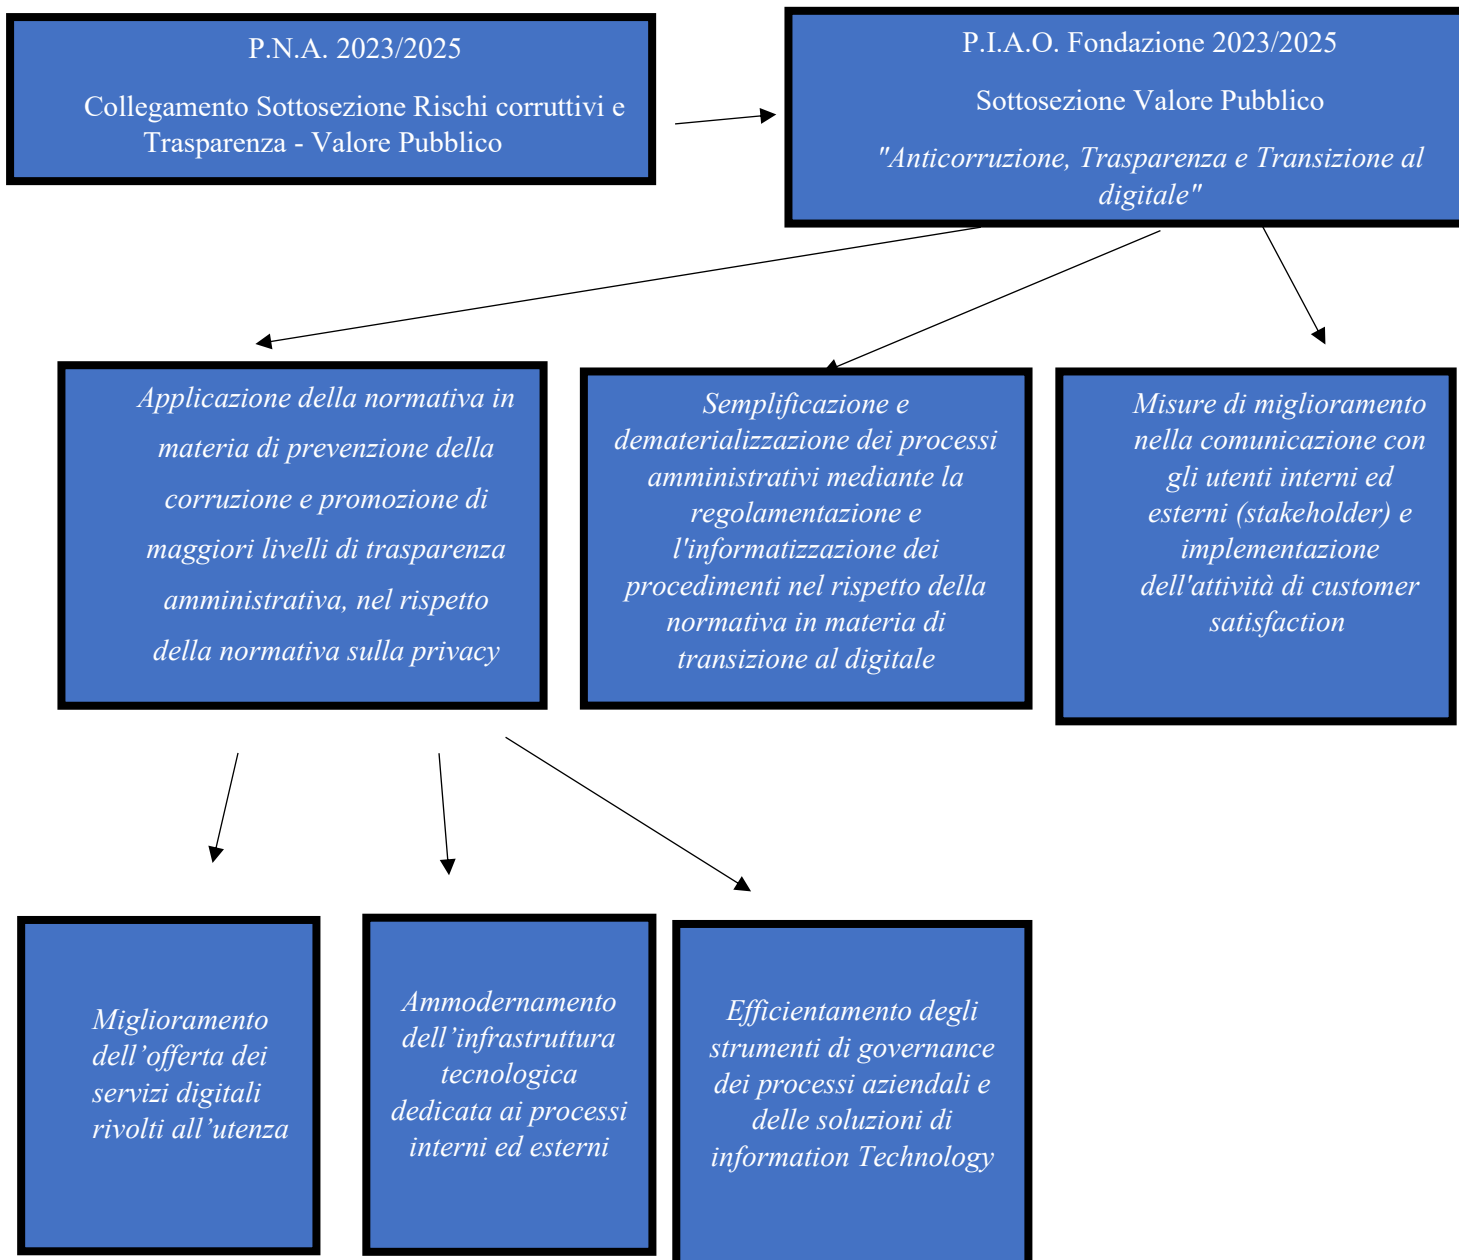 P.N.A. 2023/2025
Collegamento Sottosezione Rischi corruttivi e
Trasparenza - Valore Pubblico
P.I.A.O. Fondazione 2023/2025
Sottosezione Valore Pubblico
"Anticorruzione, Trasparenza e Transizione al
digitale"
Applicazione della normativa in
materia di prevenzione della
corruzione e promozione di
maggiori livelli di trasparenza
amministrativa, nel rispetto
della normativa sulla privacy
Semplificazione e
dematerializzazione dei processi
amministrativi mediante la
regolamentazione e
l'informatizzazione dei
procedimenti nel rispetto della
normativa in materia di
transizione al digitale
Misure di miglioramento
nella comunicazione con
gli utenti interni ed
esterni (stakeholder) e
implementazione
dell'attività di customer
satisfaction
Miglioramento
dell’offerta dei
servizi digitali
rivolti all’utenza
Ammodernamento
dell’infrastruttura
tecnologica
dedicata ai processi
interni ed esterni
Efficientamento degli
strumenti di governance
dei processi aziendali e
delle soluzioni di
information Technology